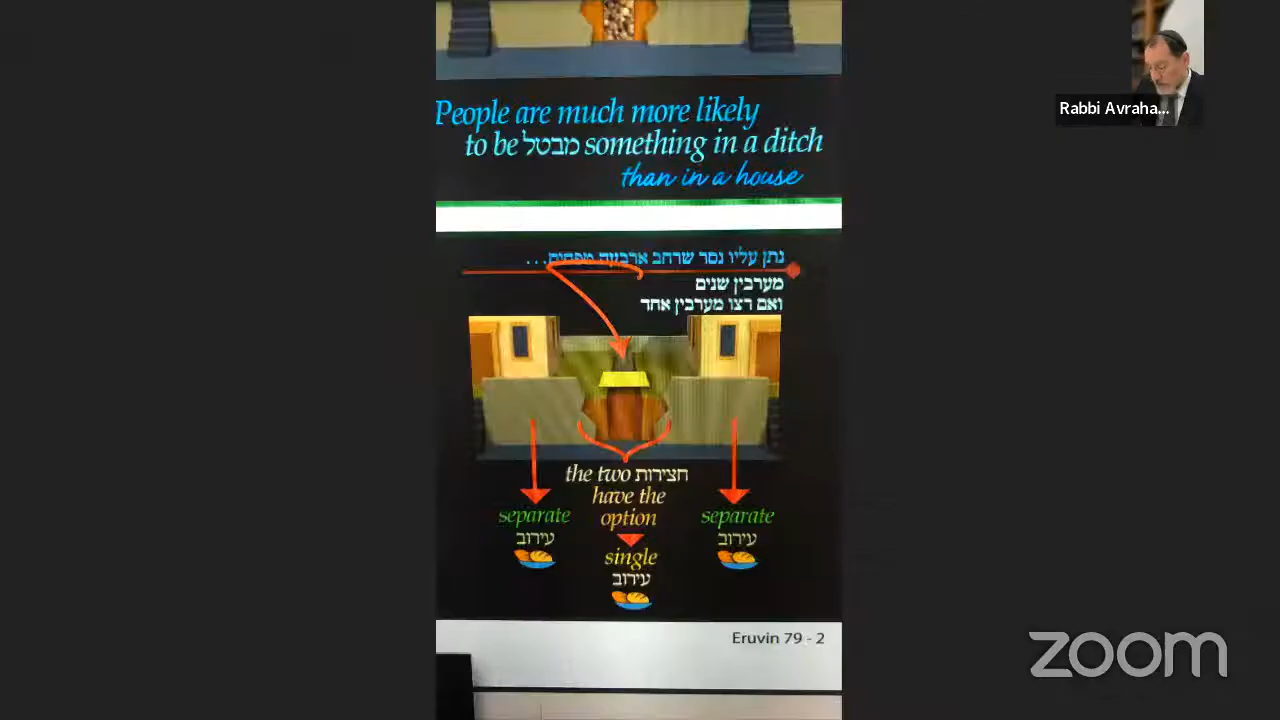 People are much more likely
to be מבטל something in a ditch
than in a house
נתן עליו נסר שרחב ארבעה טפחים...
מערבין שנים
ואם רצו מערבין אחד
the two חצירות
have the
option
separate
עירוב
single
עירוב
separate
עירוב
Eruvin 79 - 2
Rabbi Avraha...
zoom